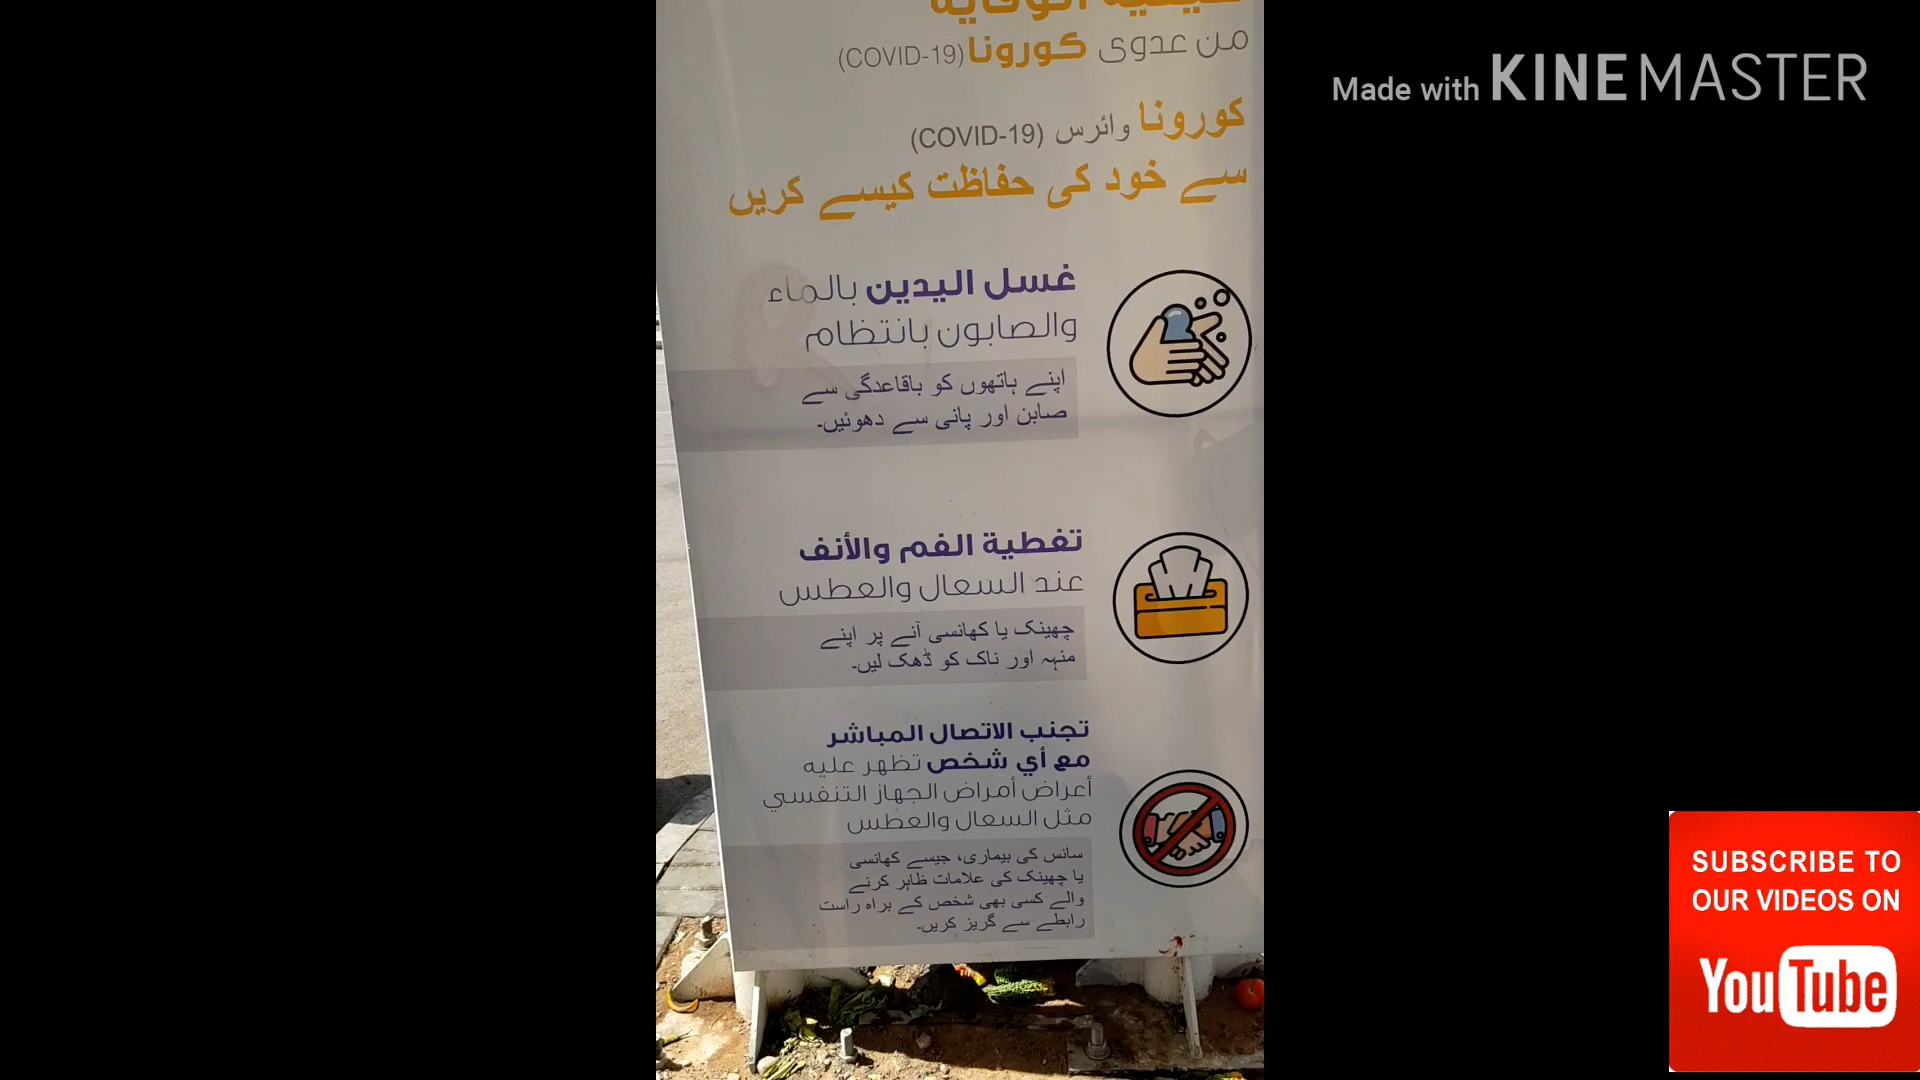 كيفية الوقاية
من عدوى كورونا (COVID-19)
کورونا وائرس (COVID-19)
سے خود کی حفاظت کیسے کریں
غسل اليدين بالماء
والصابون بانتظام
اپنے ہاتھوں کو باقاعدگی سے
صابن اور پانی سے دھوئیں۔
تغطية الفم والأنف
عند السعال والعطس
چھینک یا کھانسی آنے پر اپنے
منہہ اور ناک کو ڈھک لیں۔
تجنب الاتصال المباشر
مع أي شخص تظهر عليه
أعراض أمراض الجهاز التنفسي
مثل السعال والعطس
سانس کی بیماری، جیسے کھانسی
یا چھینک کی علامات ظاہر کرنے
والے کسی بھی شخص کے براہ راست
رابطے سے گریز کریں۔
Made with KINEMASTER
SUBSCRIBE TO
OUR VIDEOS ON
YouTube